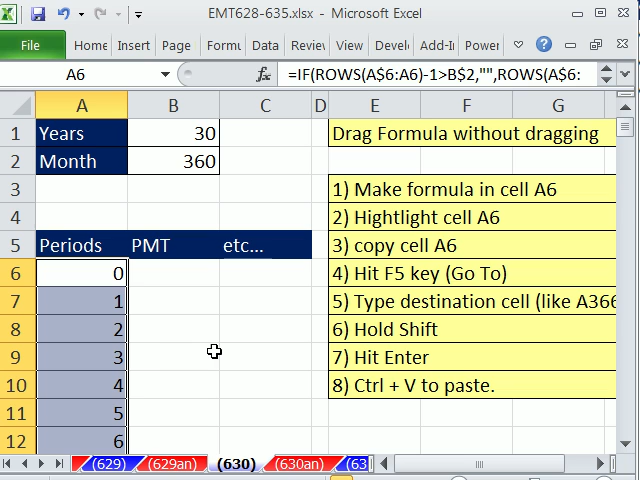 EMT628-635.xlsx - Microsoft Excel
File Home Insert Page Form Revie Devel Add-I Power
A6 fx =IF(ROWS(A$6:A6)-1>B$2,"",ROWS(A$6:
A B C D E F G
1 Years 30 Drag Formula without dragging
2 Month 360
3 1) Make formula in cell A6
4 2) Hightlight cell A6
5 Periods PMT etc... 3) copy cell A6
6 0 4) Hit F5 key (Go To)
7 1 5) Type destination cell (like A366
8 2 6) Hold Shift
9 3 7) Hit Enter
10 4 8) Ctrl + V to paste.
11 5
12 6
(629) (629an) (630) (630an) (63